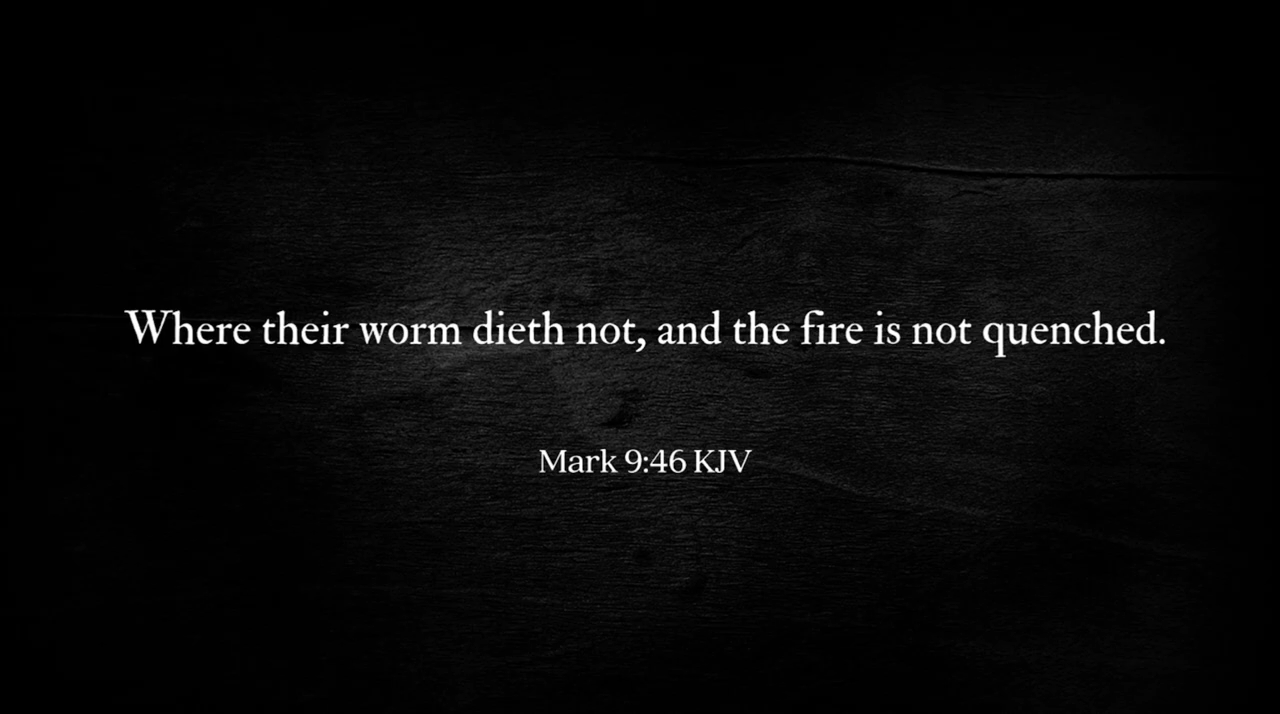 Where their worm dieth not, and the fire is not quenched.
Mark 9:46 KJV